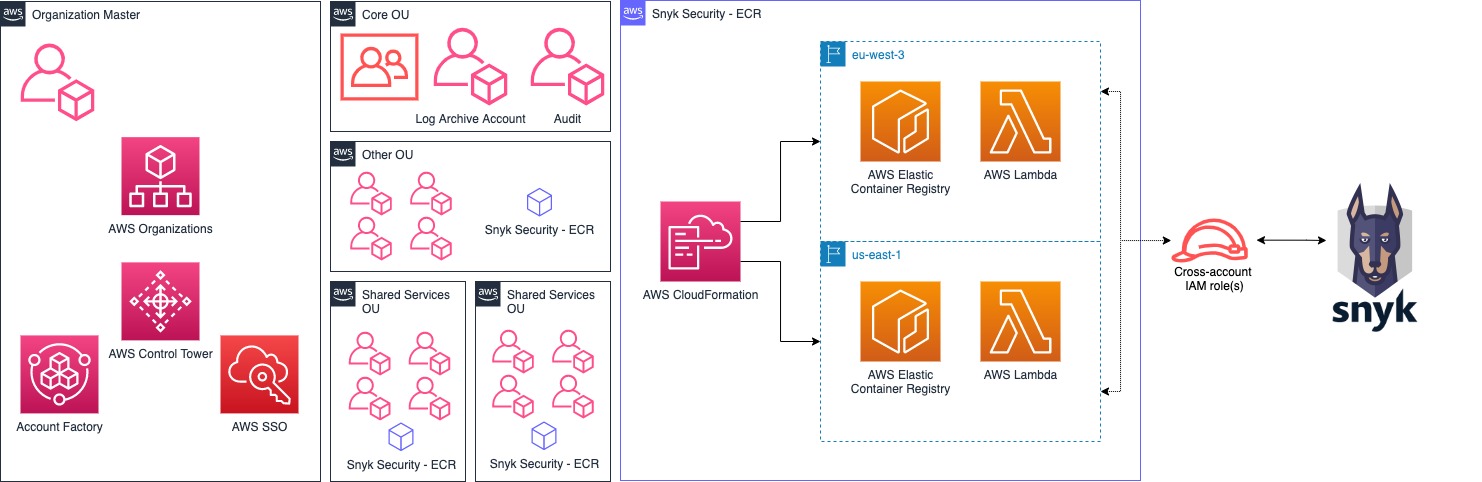 aws
Organization Master
AWS Organizations
AWS Control Tower
Account Factory
AWS SSO
aws
Core OU
Log Archive Account
Audit
aws
Other OU
Snyk Security - ECR
aws
Shared Services
OU
Snyk Security - ECR
aws
Shared Services
OU
Snyk Security - ECR
aws
Snyk Security - ECR
AWS CloudFormation
eu-west-3
AWS Elastic
Container Registry
AWS Lambda
us-east-1
AWS Elastic
Container Registry
AWS Lambda
Cross-account
IAM role(s)
snyk